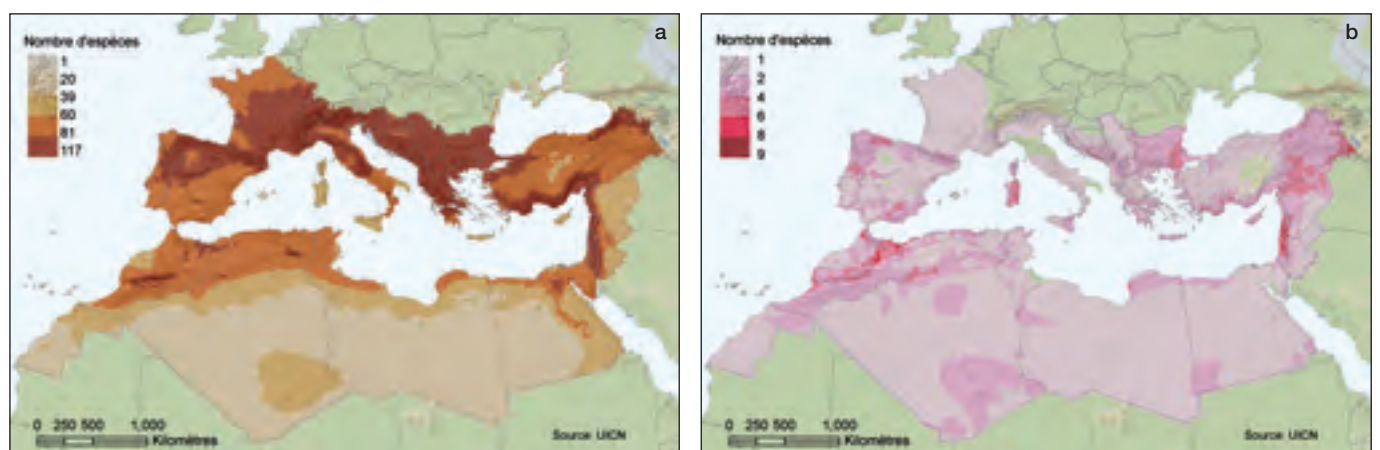 a
Nombre d'espèces
1
20
39
60
81
117
0 250 500 1,000
Kilomètres
Source: UICN
b
Nombre d'espèces
1
2
4
6
8
9
0 250 500 1,000
Kilomètres
Source: UICN